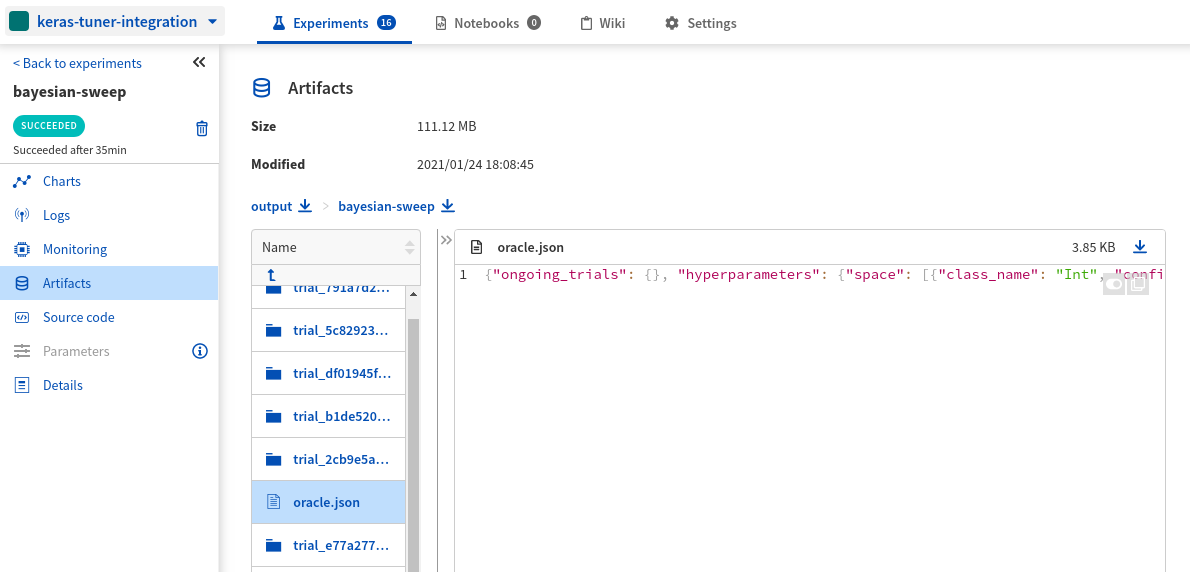 keras-tuner-integration
Experiments 16
Notebooks 0
Wiki
Settings
< Back to experiments
bayesian-sweep
SUCCEEDED
Succeeded after 35min
Charts
Logs
Monitoring
Artifacts
Source code
Parameters
Details
Artifacts
Size 111.12 MB
Modified 2021/01/24 18:08:45
output > bayesian-sweep
Name
trial_791a7d2...
trial_5c82923...
trial_df01945f...
trial_b1de520...
trial_2cb9e5a...
oracle.json
trial_e77a277...
oracle.json 3.85 KB
1 {"ongoing_trials": {}, "hyperparameters": {"space": [{"class_name": "Int", "confi